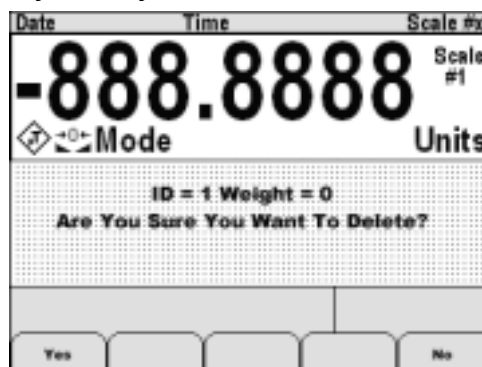 Date Time Scale #x
-888.8888 Scale #1
Mode Units
ID = 1 Weight = 0
Are You Sure You Want To Delete?
Yes No